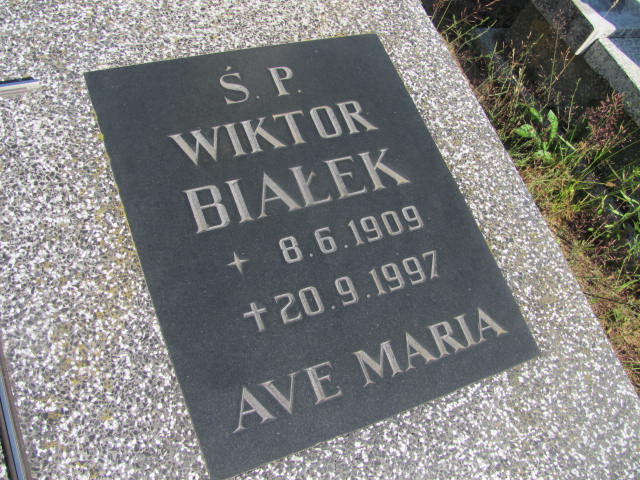 Ś.P.
WIKTOR
BIAŁEK
8.6.1909
20.9.1997
AVE MARIA